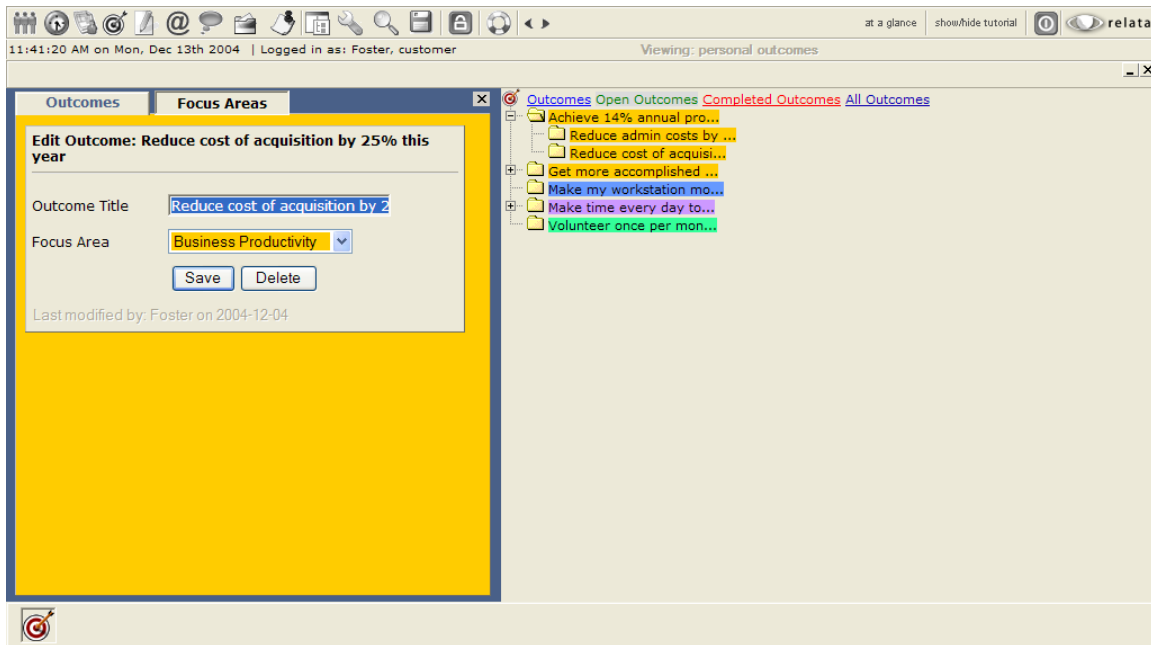 at a glance show/hide tutorial relata
11:41:20 AM on Mon, Dec 13th 2004 | Logged in as: Foster, customer Viewing: personal outcomes
Outcomes Focus Areas
Edit Outcome: Reduce cost of acquisition by 25% this
year
Outcome Title Reduce cost of acquisition by 2
Focus Area Business Productivity
Save Delete
Last modified by: Foster on 2004-12-04
Outcomes Open Outcomes Completed Outcomes All Outcomes
Achieve 14% annual pro...
Reduce admin costs by ...
Reduce cost of acquisi...
Get more accomplished ...
Make my workstation mo...
Make time every day to...
Volunteer once per mon...